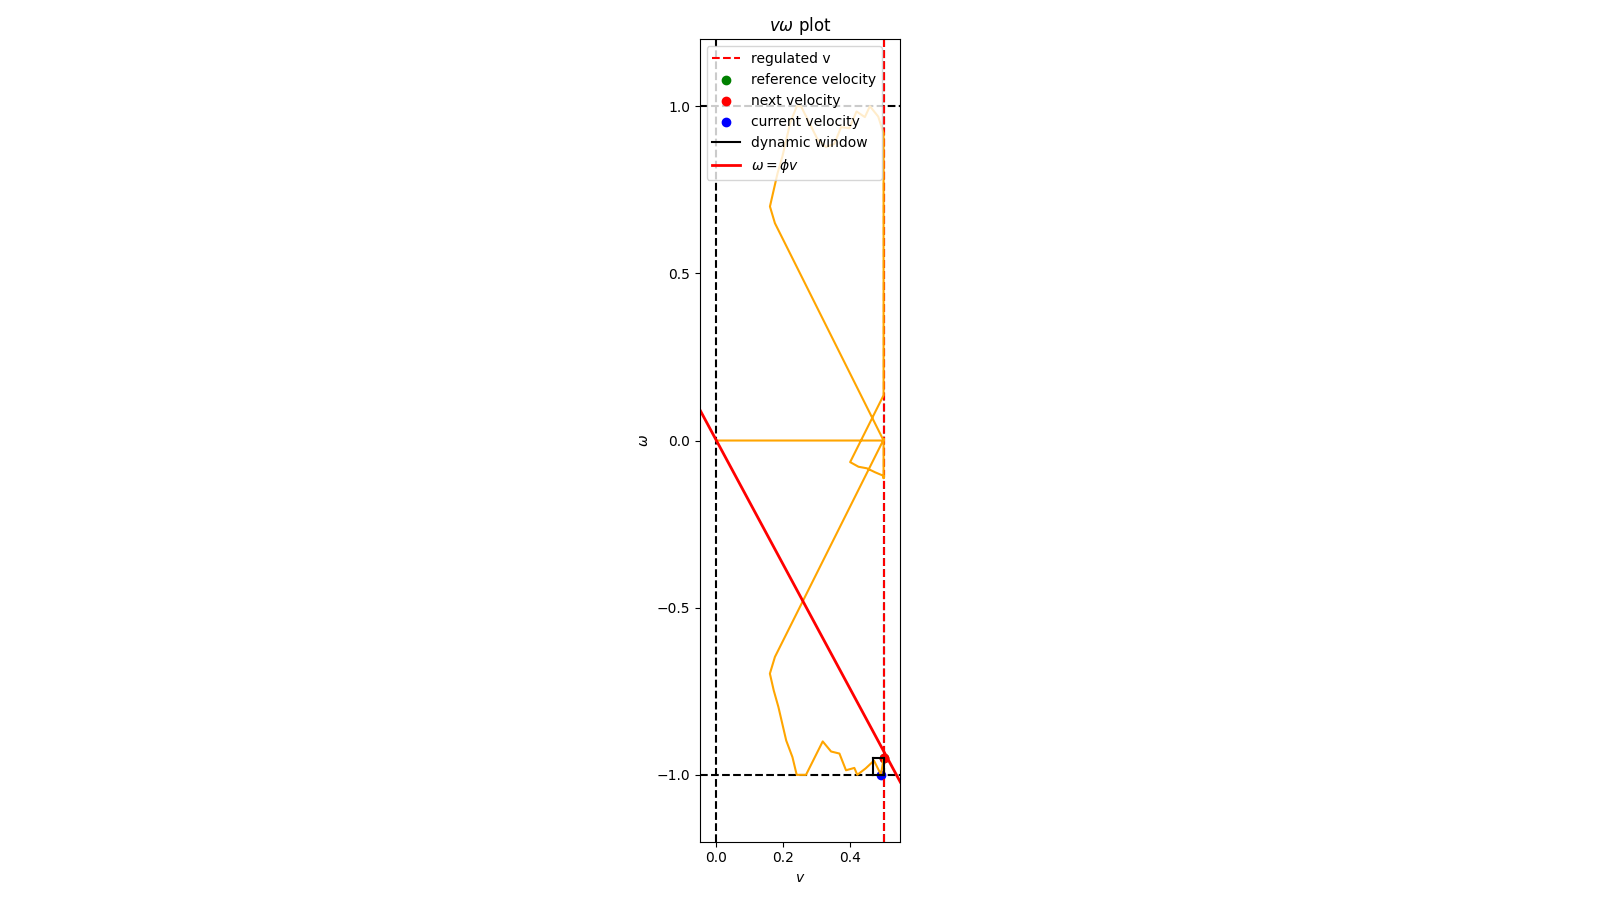 vω plot
regulated v
reference velocity
next velocity
current velocity
dynamic window
ω = ϕv
1.0
0.5
0.0
−0.5
−1.0
ω
0.0 0.2 0.4
v